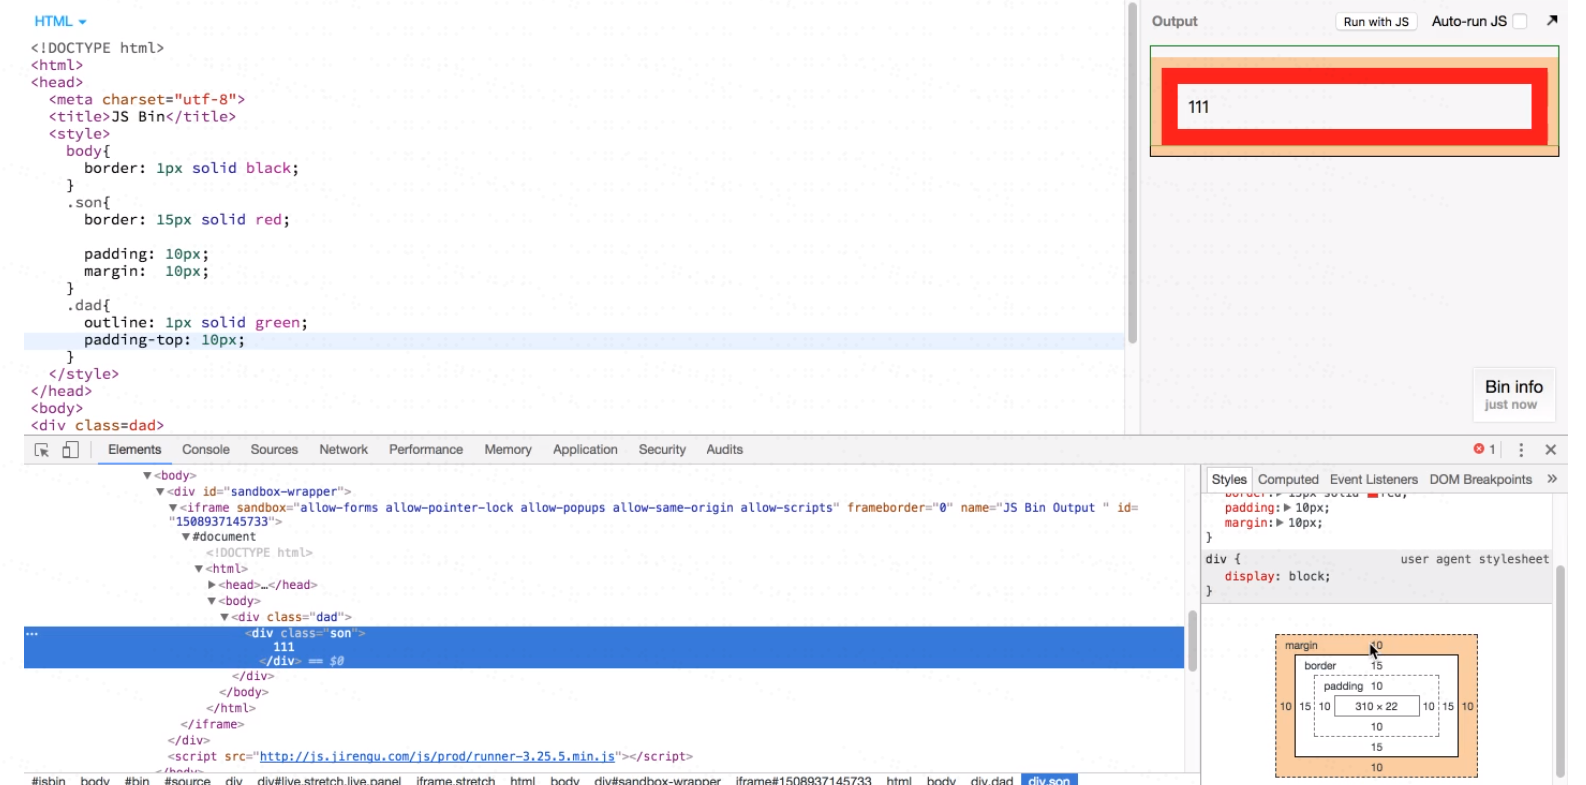 HTML
Output
Run with JS
Auto-run JS
<!DOCTYPE html>
<html>
<head>
<meta charset="utf-8">
<title>JS Bin</title>
<style>
body{
border: 1px solid black;
}
.son{
border: 15px solid red;
padding: 10px;
margin:  10px;
}
.dad{
outline: 1px solid green;
padding-top: 10px;
}
</style>
</head>
<body>
<div class=dad>
111
Bin info
just now
Elements Console Sources Network Performance Memory Application Security Audits
1
<body>
<div id="sandbox-wrapper">
<iframe sandbox="allow-forms allow-pointer-lock allow-popups allow-same-origin allow-scripts" frameborder="0" name="JS Bin Output " id=
"1508937145733">
#document
<!DOCTYPE html>
<html>
<head>…</head>
<body>
<div class="dad">
<div class="son">
111
</div> == $0
</div>
</body>
</html>
</iframe>
</div>
<script src="http://js.jirengu.com/js/prod/runner-3.25.5.min.js"></script>
</body>
#jsbin body #bin #source div div#live.stretch.live.panel iframe.stretch html body div#sandbox-wrapper iframe#1508937145733 html body div.dad div.son
Styles Computed Event Listeners DOM Breakpoints »
border: 15px solid red;
padding: 10px;
margin: 10px;
}
div { user agent stylesheet
display: block;
}
margin 10
border 15
padding 10
10 15 10 310 × 22 10 15 10
10
15
10